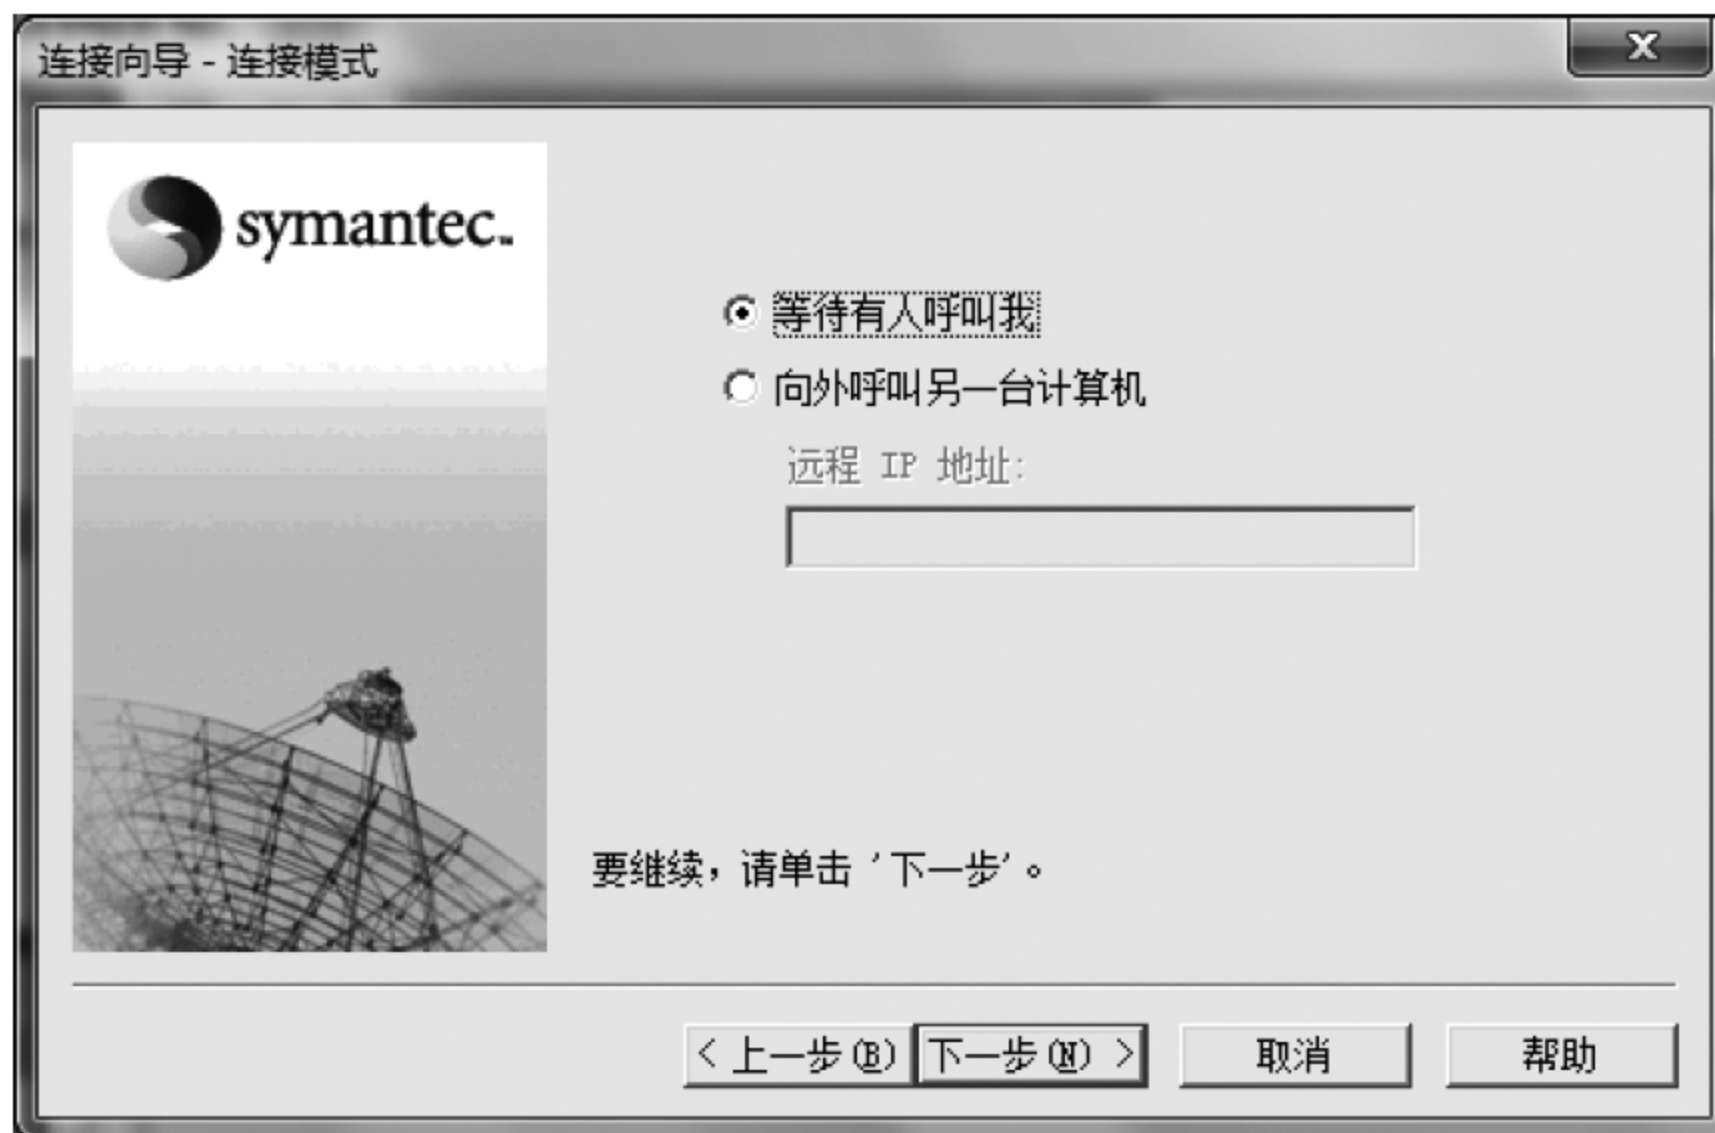 连接向导 - 连接模式
symantec™
等待有人呼叫我
向外呼叫另一台计算机
远程 IP 地址:
要继续，请单击 '下一步'。
< 上一步(B) 下一步(N) > 取消 帮助